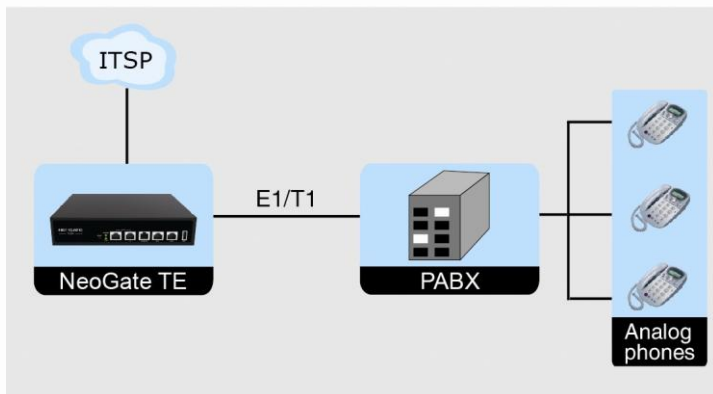 ITSP
E1/T1
NeoGate TE
PABX
Analog
phones